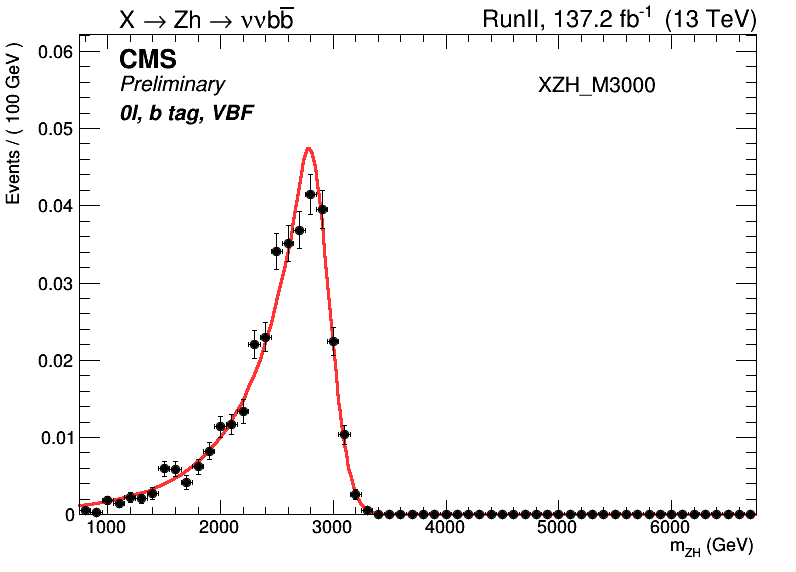 X → Zh → ννbb̅ RunII, 137.2 fb⁻¹ (13 TeV)
CMS
Preliminary
0l, b tag, VBF
XZH_M3000
Events / ( 100 GeV )
0.06
0.05
0.04
0.03
0.02
0.01
0
1000 2000 3000 4000 5000 6000
m_ZH (GeV)